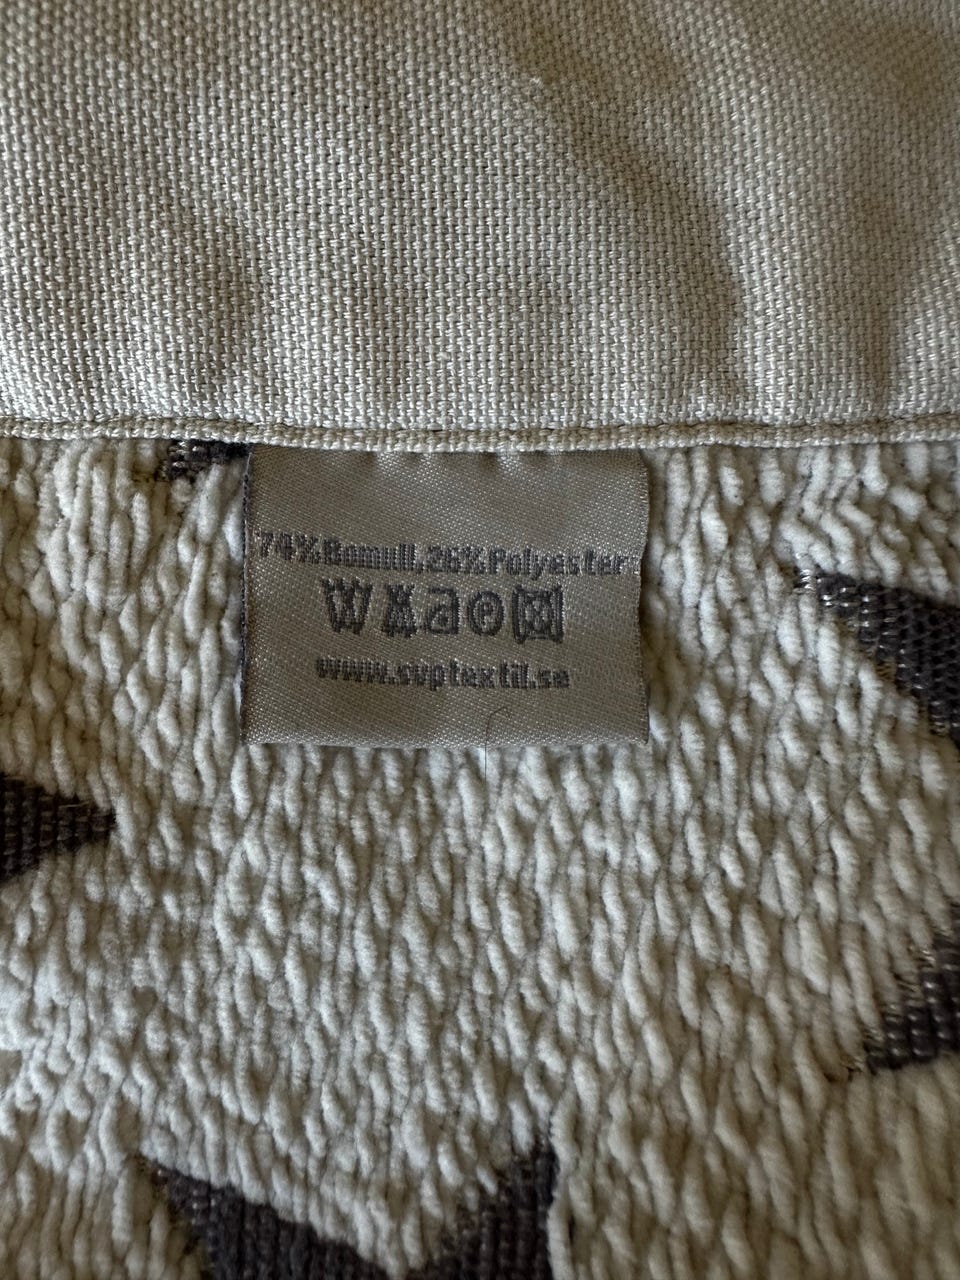 74%Bomull,26%Polyester
P
www.svptextil.se